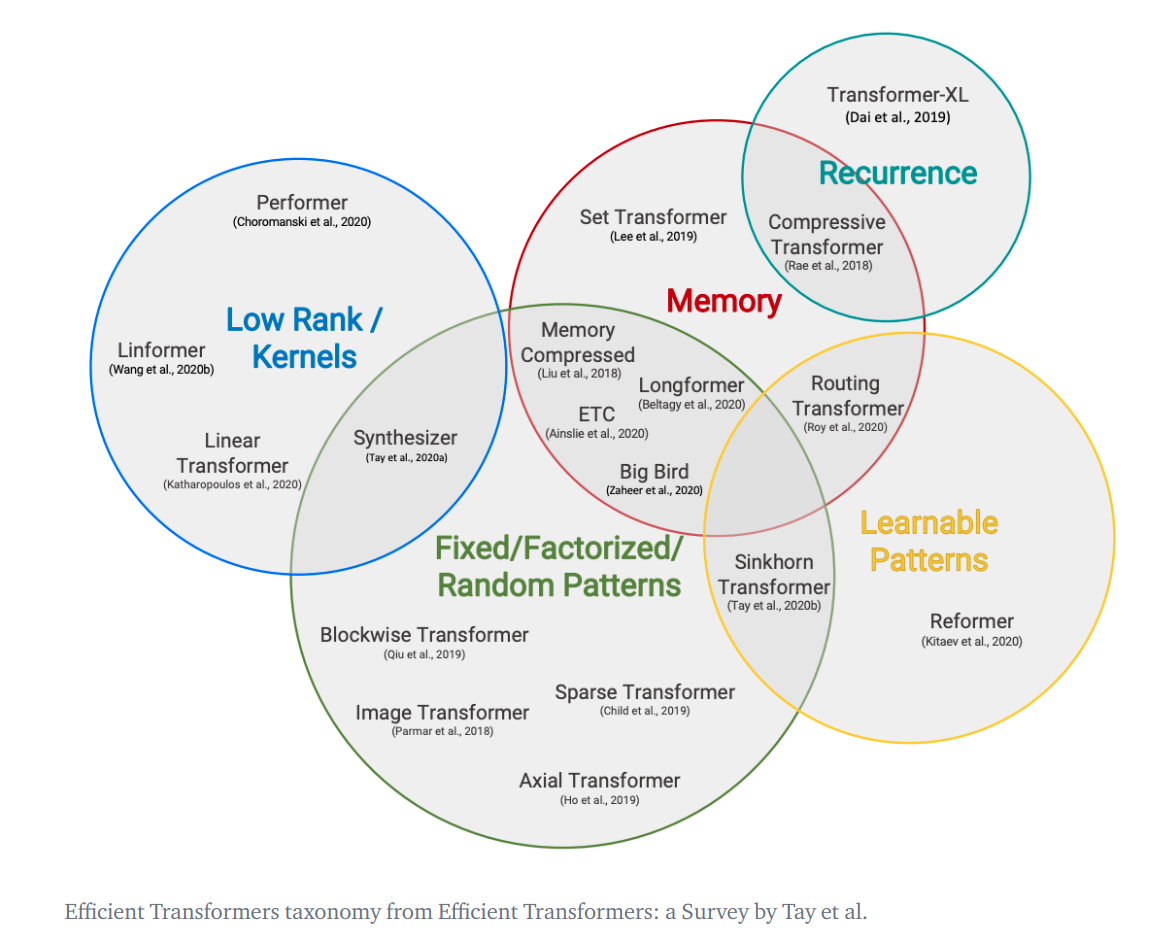 Transformer-XL
(Dai et al., 2019)
Recurrence
Compressive
Transformer
(Rae et al., 2018)
Performer
(Choromanski et al., 2020)
Set Transformer
(Lee et al., 2019)
Memory
Low Rank /
Kernels
Linformer
(Wang et al., 2020b)
Memory
Compressed
(Liu et al., 2018)
Longformer
(Beltagy et al., 2020)
Routing
Transformer
(Roy et al., 2020)
ETC
(Ainslie et al., 2020)
Linear
Transformer
(Katharopoulos et al., 2020)
Synthesizer
(Tay et al., 2020a)
Big Bird
(Zaheer et al., 2020)
Learnable
Patterns
Fixed/Factorized/
Random Patterns
Sinkhorn
Transformer
(Tay et al., 2020b)
Reformer
(Kitaev et al., 2020)
Blockwise Transformer
(Qiu et al., 2019)
Sparse Transformer
(Child et al., 2019)
Image Transformer
(Parmar et al., 2018)
Axial Transformer
(Ho et al., 2019)
Efficient Transformers taxonomy from Efficient Transformers: a Survey by Tay et al.